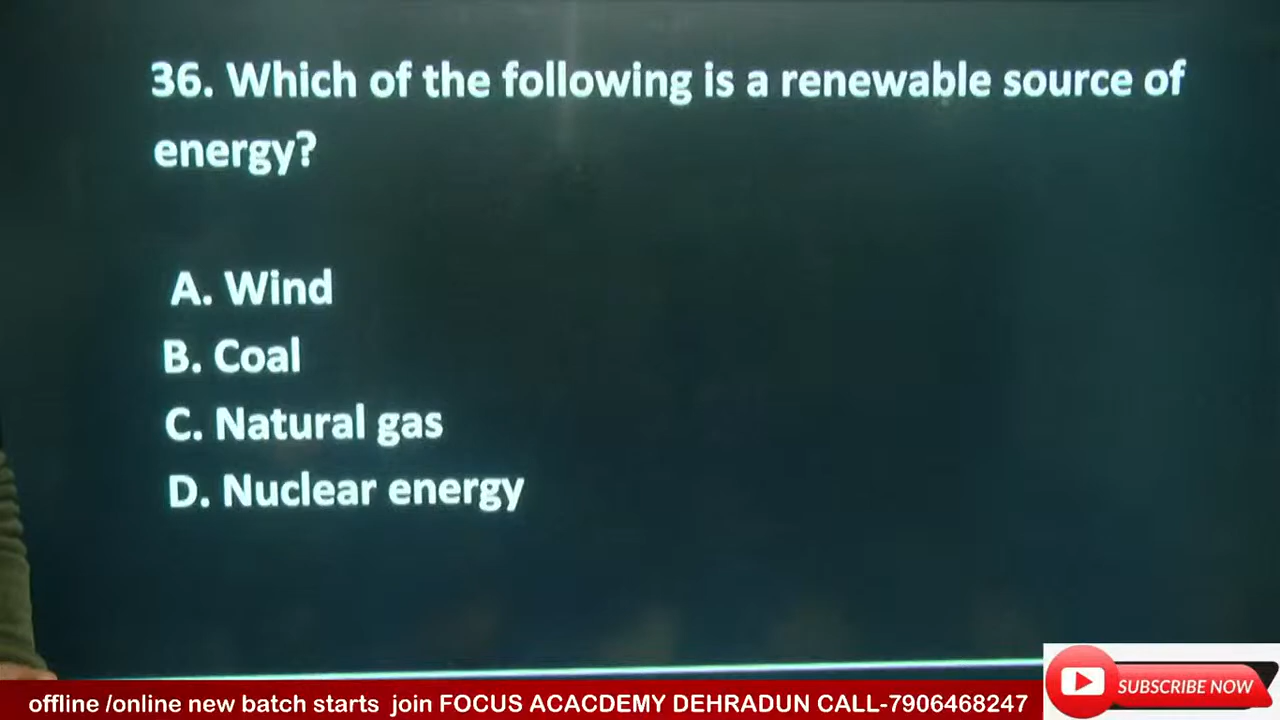 36. Which of the following is a renewable source of
energy?
A. Wind
B. Coal
C. Natural gas
D. Nuclear energy
offline /online new batch starts join FOCUS ACACDEMY DEHRADUN CALL-7906468247
SUBSCRIBE NOW